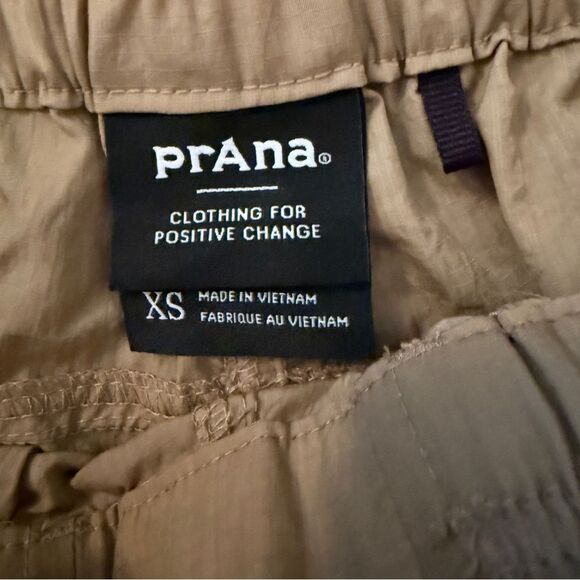 prAna®
CLOTHING FOR
POSITIVE CHANGE
XS MADE IN VIETNAM
FABRIQUE AU VIETNAM